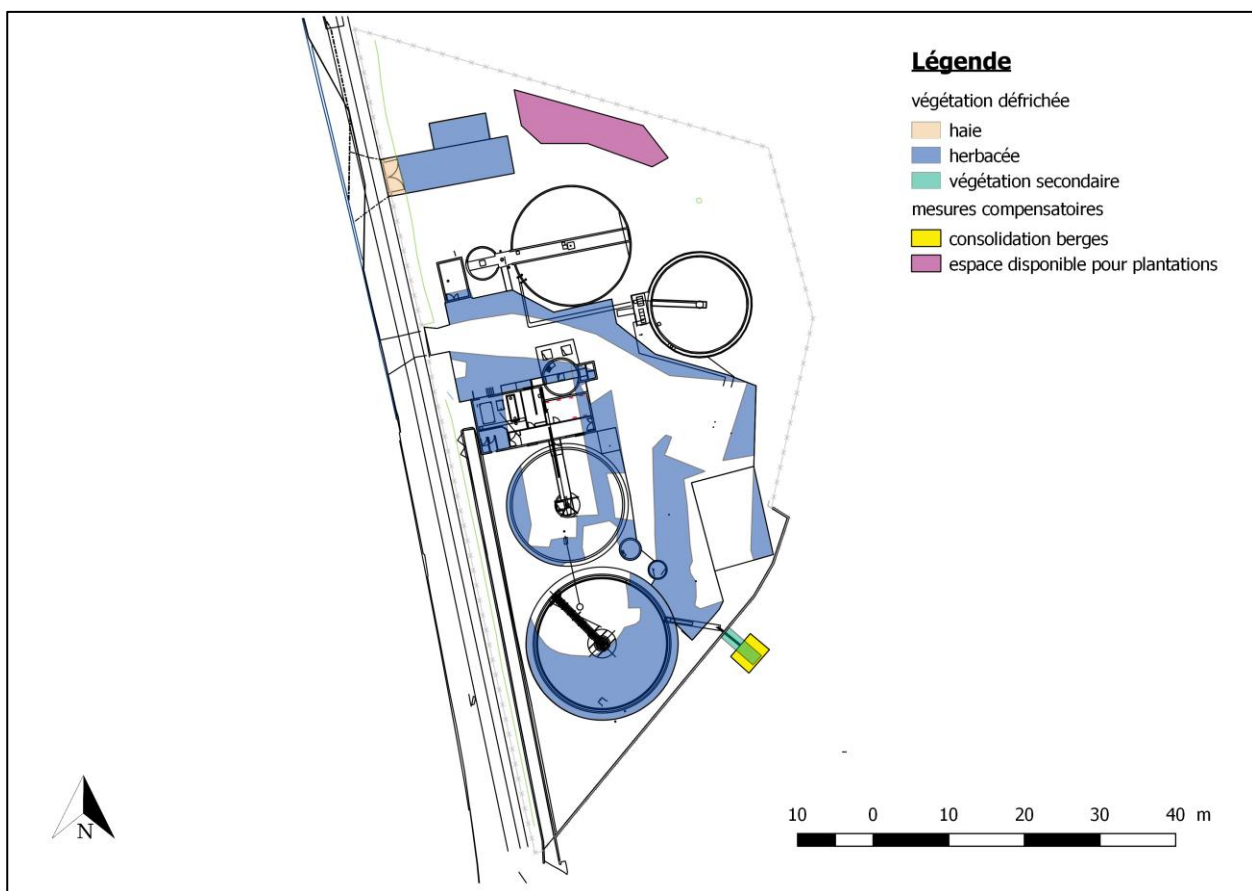 Légende
végétation défrichée
haie
herbacée
végétation secondaire
mesures compensatoires
consolidation berges
espace disponible pour plantations
N
10 0 10 20 30 40 m